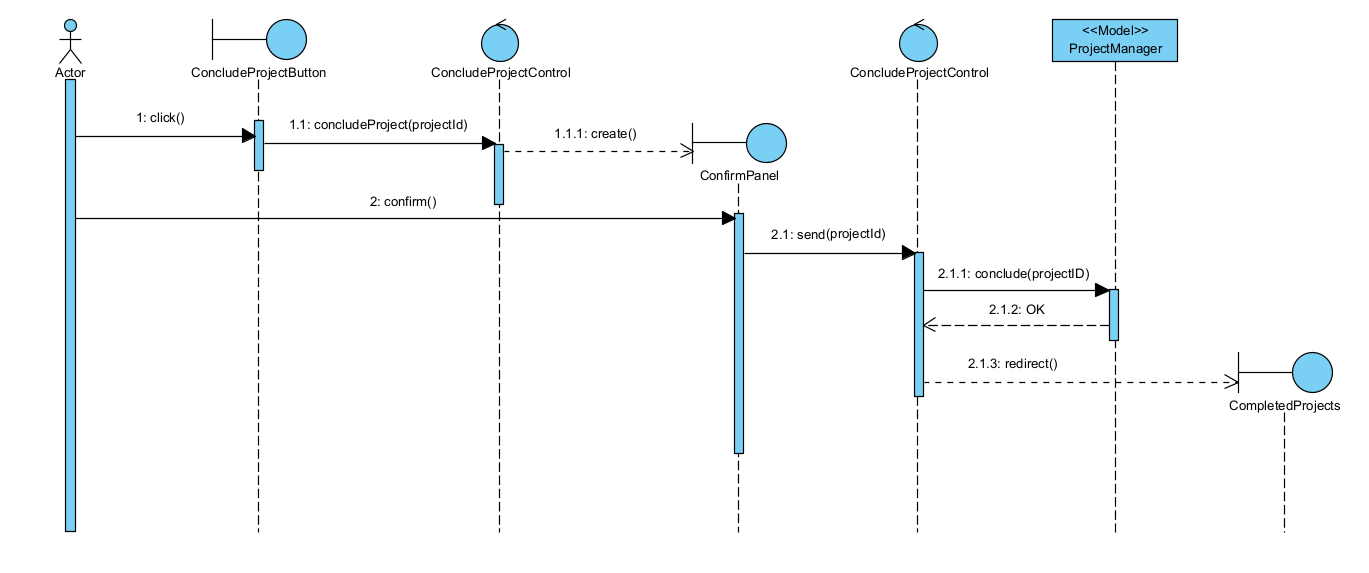 <<Model>>
ProjectManager
Actor
ConcludeProjectButton
ConcludeProjectControl
ConcludeProjectControl
1: click()
1.1: concludeProject(projectId)
1.1.1: create()
ConfirmPanel
2: confirm()
2.1: send(projectId)
2.1.1: conclude(projectID)
2.1.2: OK
2.1.3: redirect()
CompletedProjects